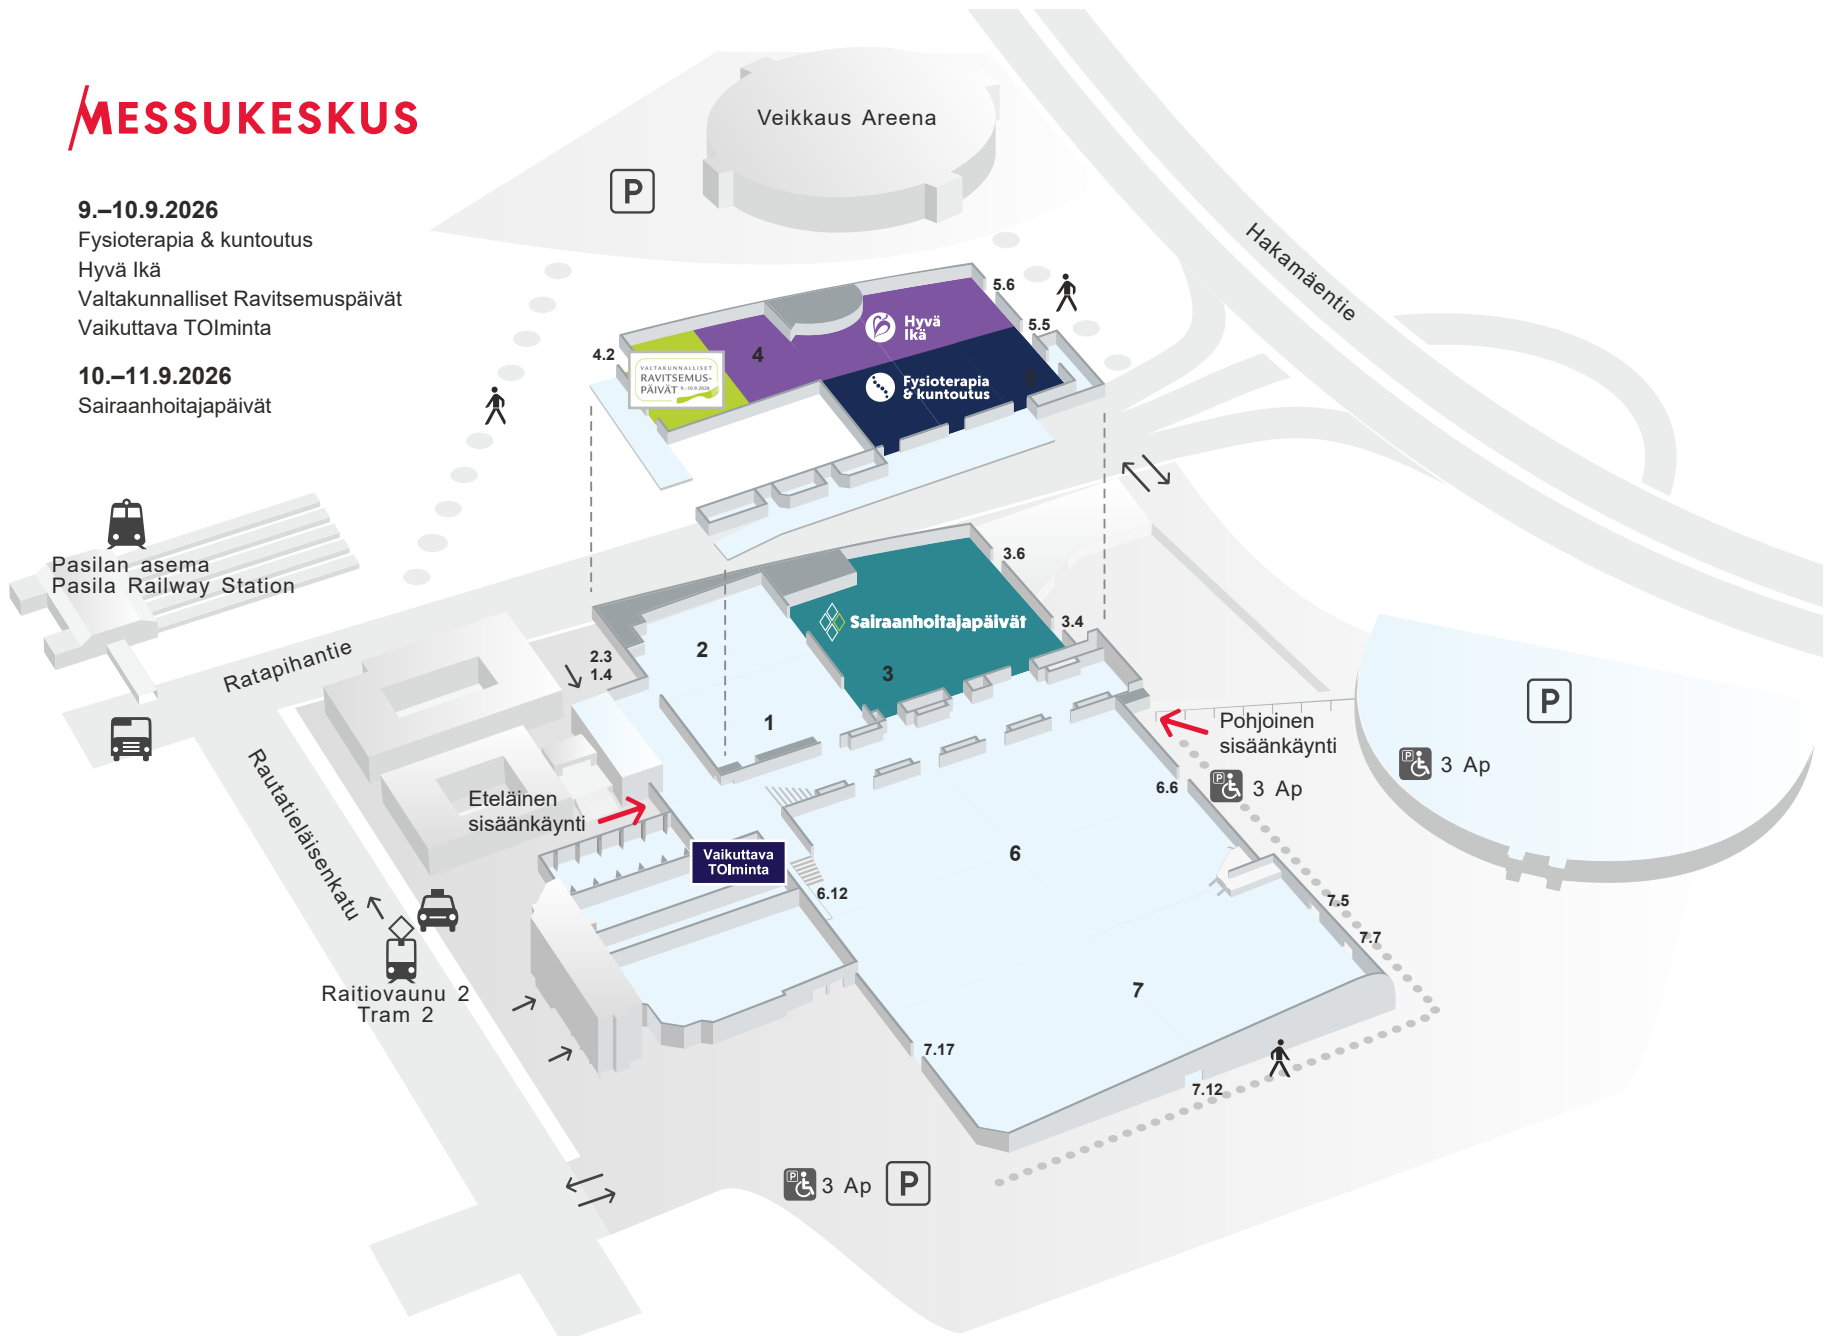 MESSUKESKUS
9.–10.9.2026
Fysioterapia & kuntoutus
Hyvä Ikä
Valtakunnalliset Ravitsemuspäivät
Vaikuttava TOIminta
10.–11.9.2026
Sairaanhoitajapäivät
Veikkaus Areena
P
Hakamäentie
5.6
5.5
4.2
4
Hyvä
Ikä
VALTAKUNNALLISET
RAVITSEMUS-
PÄIVÄT 9.–10.9.2026
Fysioterapia
& kuntoutus
Pasilan asema
Pasila Railway Station
Ratapihantie
3.6
3.4
Sairaanhoitajapäivät
2
3
1
2.3
1.4
P
Pohjoinen
sisäänkäynti
P
3 Ap
P
3 Ap
6.6
Rautatieläisenkatu
Eteläinen
sisäänkäynti
Vaikuttava
TOIminta
6
6.12
7.5
7.7
7
Raitiovaunu 2
Tram 2
7.17
7.12
P
3 Ap
P